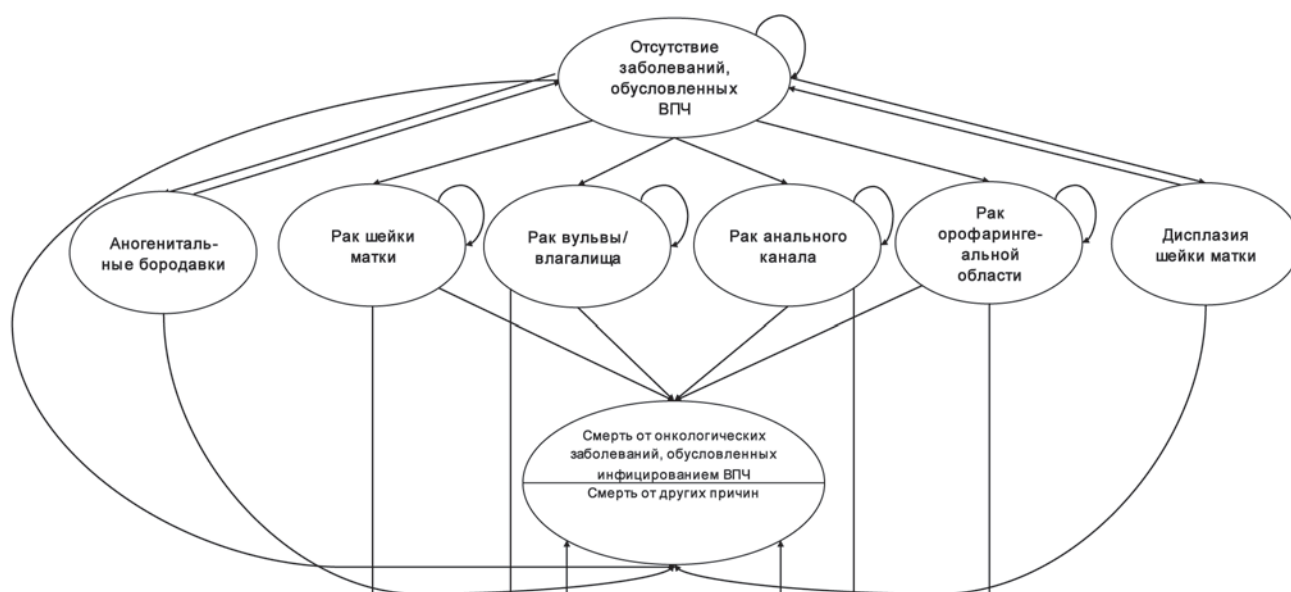 Отсутствие
заболеваний,
обусловленных
ВПЧ
Аногениталь-
ные бородавки
Рак шейки
матки
Рак вульвы/
влагалища
Рак анального
канала
Рак
орофаринге-
альной
области
Дисплазия
шейки матки
Смерть от онкологических
заболеваний, обусловленных
инфицированием ВПЧ
Смерть от других причин